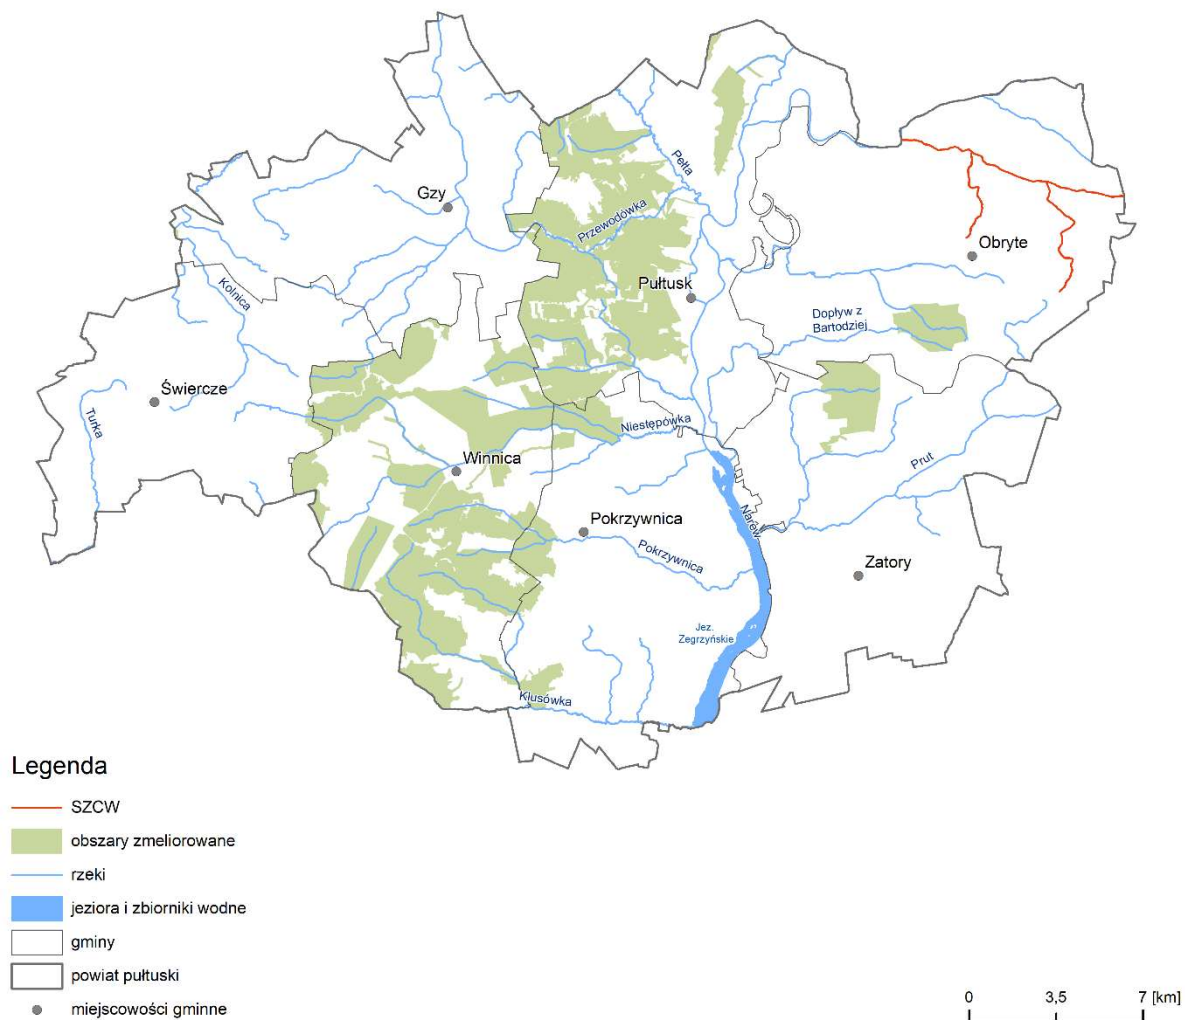 Gzy
Pełta
Przewodówka
Obryte
Pułtusk
Kolnica
Dopływ z
Bartodziej
Świercze
Turka
Niestępówka
Winnica
Prut
Pokrzywnica
Narew
Pokrzywnica
Zatory
Jez.
Zegrzyńskie
Klusówka
Legenda
SZCW
obszary zmeliorowane
rzeki
jeziora i zbiorniki wodne
gminy
powiat pułtuski
miejscowości gminne
0 3,5 7 [km]